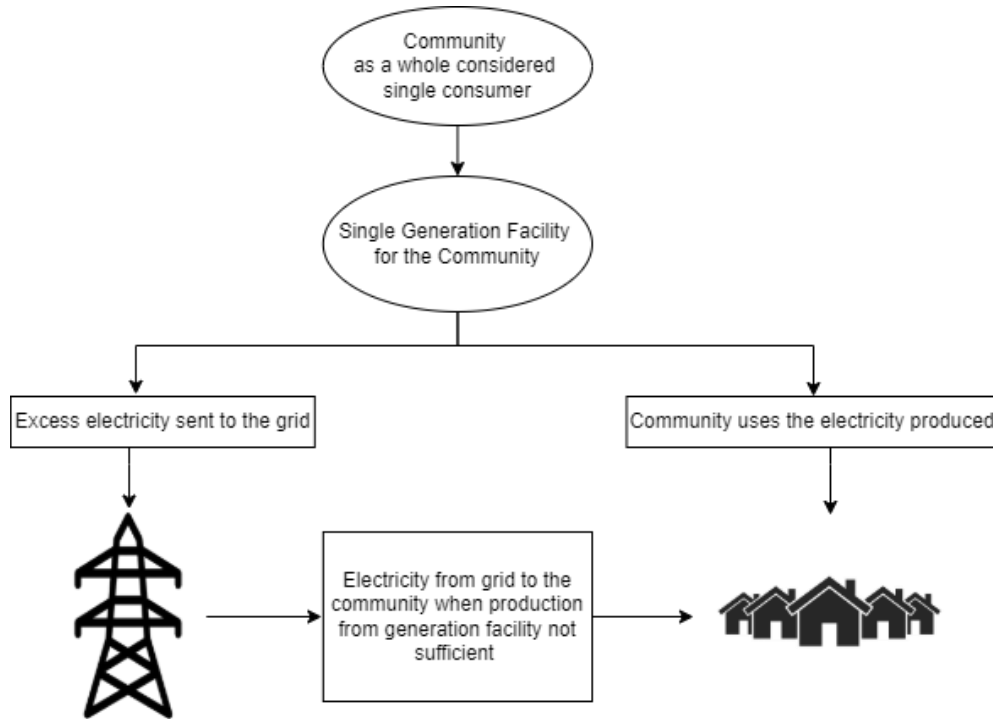 Community
as a whole considered
single consumer
Single Generation Facility
for the Community
Excess electricity sent to the grid
Community uses the electricity produced
Electricity from grid to the
community when production
from generation facility not
sufficient